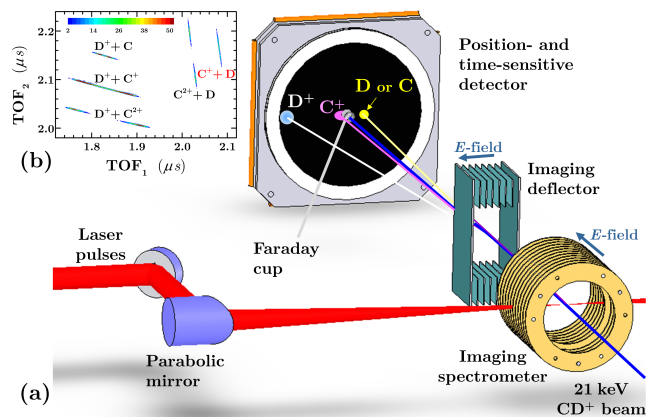 (b)
2 14 26 38 50
2.2
2.1
2.0
TOF₂ (μs)
D⁺ + C
D⁺ + C⁺
D⁺ + C²⁺
C²⁺ + D
C⁺ + D
1.8 1.9 2.0 2.1
TOF₁ (μs)
Position- and
time-sensitive
detector
D or C
D⁺
C⁺
E-field
Imaging
deflector
E-field
Faraday
cup
Laser
pulses
Parabolic
mirror
Imaging
spectrometer
21 keV
CD⁺ beam
(a)